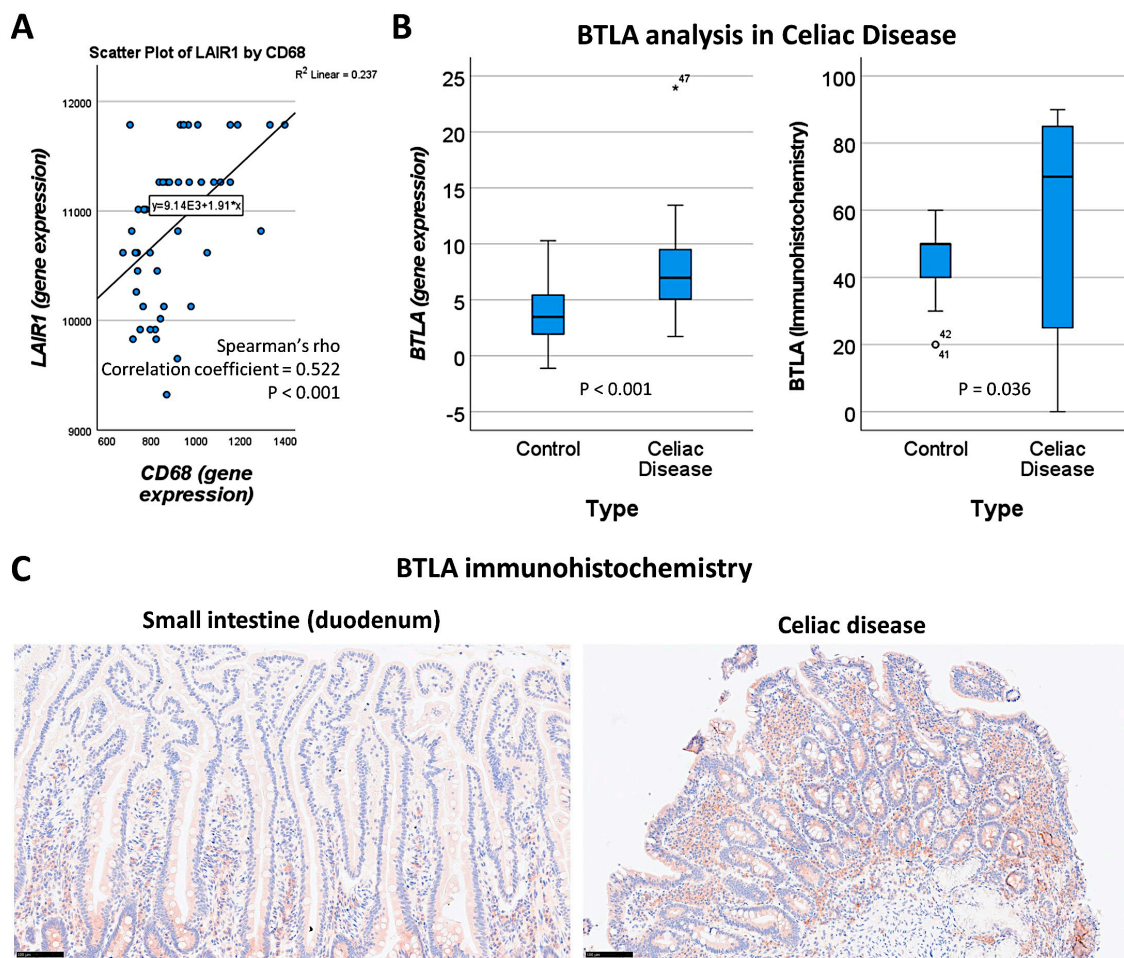 A
Scatter Plot of LAIR1 by CD68
R2 Linear = 0.237
12000
11000
10000
9000
y=9.14E3+1.91*x
LAIR1 (gene expression)
Spearman's rho
Correlation coefficient = 0.522
P < 0.001
600 800 1000 1200 1400
CD68 (gene
expression)
B
BTLA analysis in Celiac Disease
25
20
15
10
5
0
-5
BTLA (gene expression)
*47
P < 0.001
Control
Celiac
Disease
Type
100
80
60
40
20
0
BTLA (Immunohistochemistry)
42
41
P = 0.036
Control
Celiac
Disease
Type
C
BTLA immunohistochemistry
Small intestine (duodenum)
Celiac disease
100 µm
100 µm